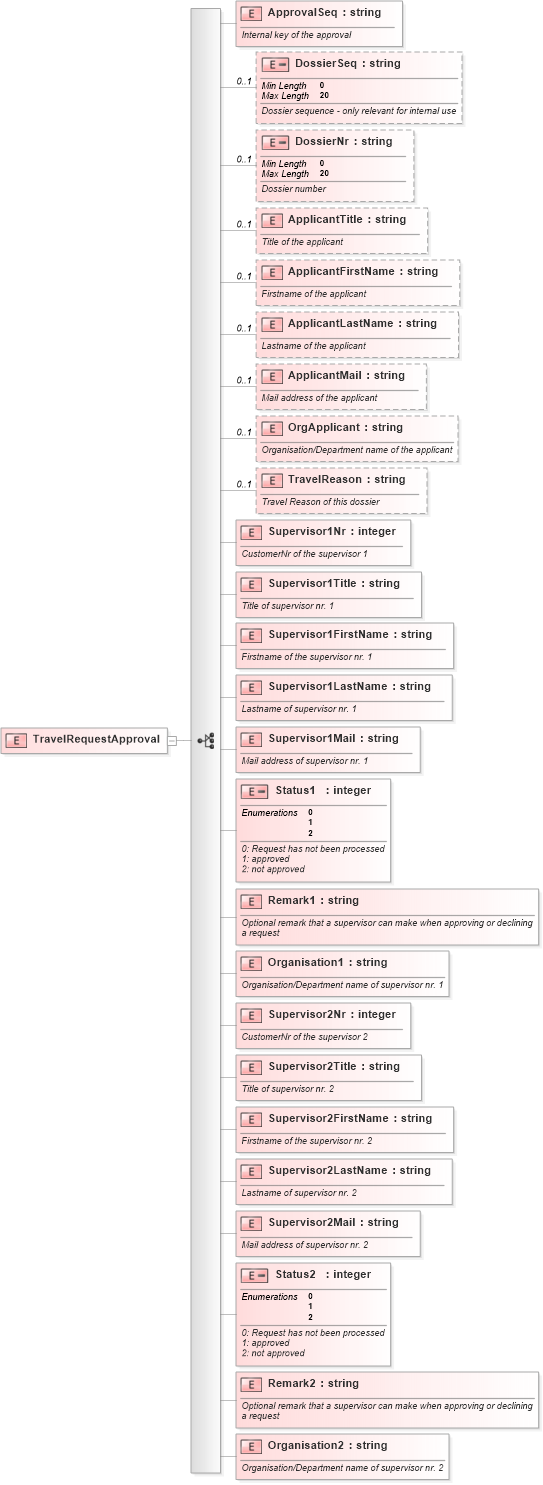 E ApprovalSeq : string
Internal key of the approval
0..1
E DossierSeq : string
Min Length 0
Max Length 20
Dossier sequence - only relevant for internal use
0..1
E DossierNr : string
Min Length 0
Max Length 20
Dossier number
0..1
E ApplicantTitle : string
Title of the applicant
0..1
E ApplicantFirstName : string
Firstname of the applicant
0..1
E ApplicantLastName : string
Lastname of the applicant
0..1
E ApplicantMail : string
Mail address of the applicant
0..1
E OrgApplicant : string
Organisation/Department name of the applicant
0..1
E TravelReason : string
Travel Reason of this dossier
E Supervisor1Nr : integer
CustomerNr of the supervisor 1
E Supervisor1Title : string
Title of supervisor nr. 1
E Supervisor1FirstName : string
Firstname of the supervisor nr. 1
E Supervisor1LastName : string
Lastname of supervisor nr. 1
E TravelRequestApproval
E Supervisor1Mail : string
Mail address of supervisor nr. 1
E Status1 : integer
Enumerations 0
1
2
0: Request has not been processed
1: approved
2: not approved
E Remark1 : string
Optional remark that a supervisor can make when approving or declining
a request
E Organisation1 : string
Organisation/Department name of supervisor nr. 1
E Supervisor2Nr : integer
CustomerNr of the supervisor 2
E Supervisor2Title : string
Title of supervisor nr. 2
E Supervisor2FirstName : string
Firstname of the supervisor nr. 2
E Supervisor2LastName : string
Lastname of supervisor nr. 2
E Supervisor2Mail : string
Mail address of supervisor nr. 2
E Status2 : integer
Enumerations 0
1
2
0: Request has not been processed
1: approved
2: not approved
E Remark2 : string
Optional remark that a supervisor can make when approving or declining
a request
E Organisation2 : string
Organisation/Department name of supervisor nr. 2